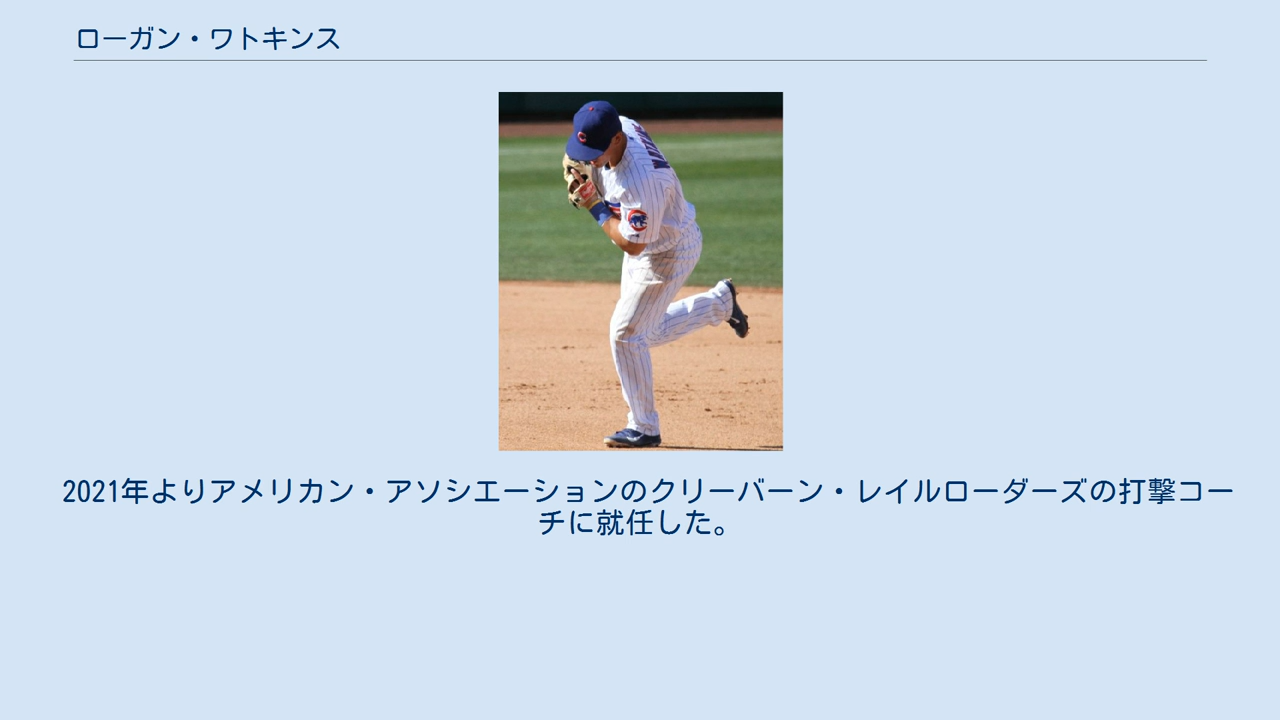 ローガン・ワトキンス
2021年よりアメリカン・アソシエーションのクリーバーン・レイルローダーズの打撃コー
チに就任した。